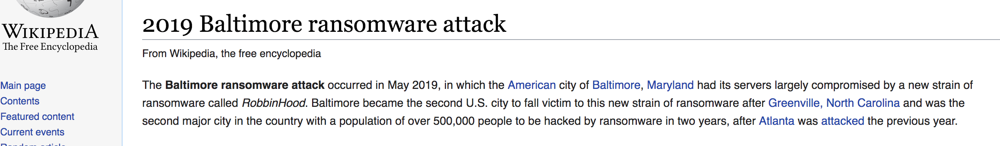 WIKIPEDIA
The Free Encyclopedia
Main page
Contents
Featured content
Current events
Random article
2019 Baltimore ransomware attack
From Wikipedia, the free encyclopedia
The Baltimore ransomware attack occurred in May 2019, in which the American city of Baltimore, Maryland had its servers largely compromised by a new strain of
ransomware called RobbinHood. Baltimore became the second U.S. city to fall victim to this new strain of ransomware after Greenville, North Carolina and was the
second major city in the country with a population of over 500,000 people to be hacked by ransomware in two years, after Atlanta was attacked the previous year.